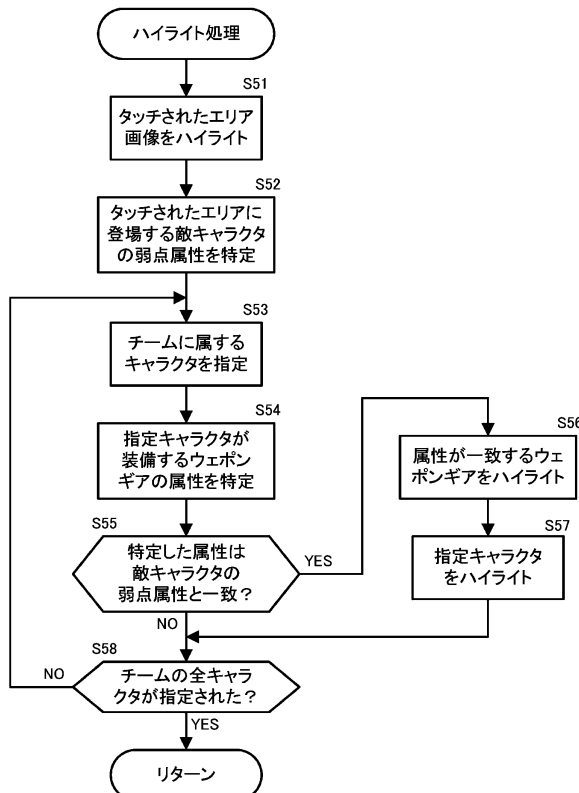 ハイライト処理
S51
タッチされたエリア
画像をハイライト
S52
タッチされたエリアに
登場する敵キャラクタ
の弱点属性を特定
S53
チームに属する
キャラクタを指定
S54
指定キャラクタが
装備するウェポン
ギアの属性を特定
S55
特定した属性は
敵キャラクタの
弱点属性と一致？
YES
NO
S56
属性が一致するウェ
ポンギアをハイライト
S57
指定キャラクタ
をハイライト
S58
チームの全キャラ
クタが指定された？
NO
YES
リターン